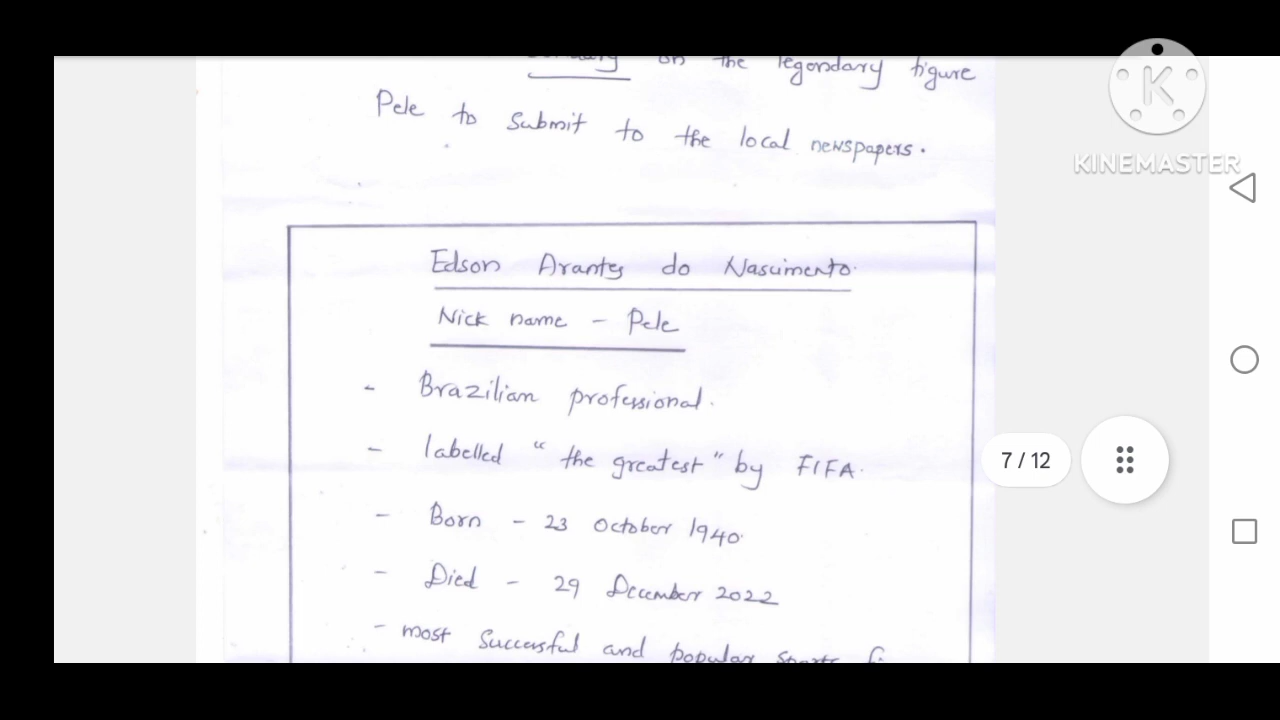 on the legendary figure
Pele to submit to the local newspapers.
Edson Arantes do Nascimento
Nick name - Pele
- Brazilian professional.
- labelled "the greatest" by FIFA.
- Born - 23 October 1940
- Died - 29 December 2022
- most successful and popular sports
7 / 12
K
KINEMASTER